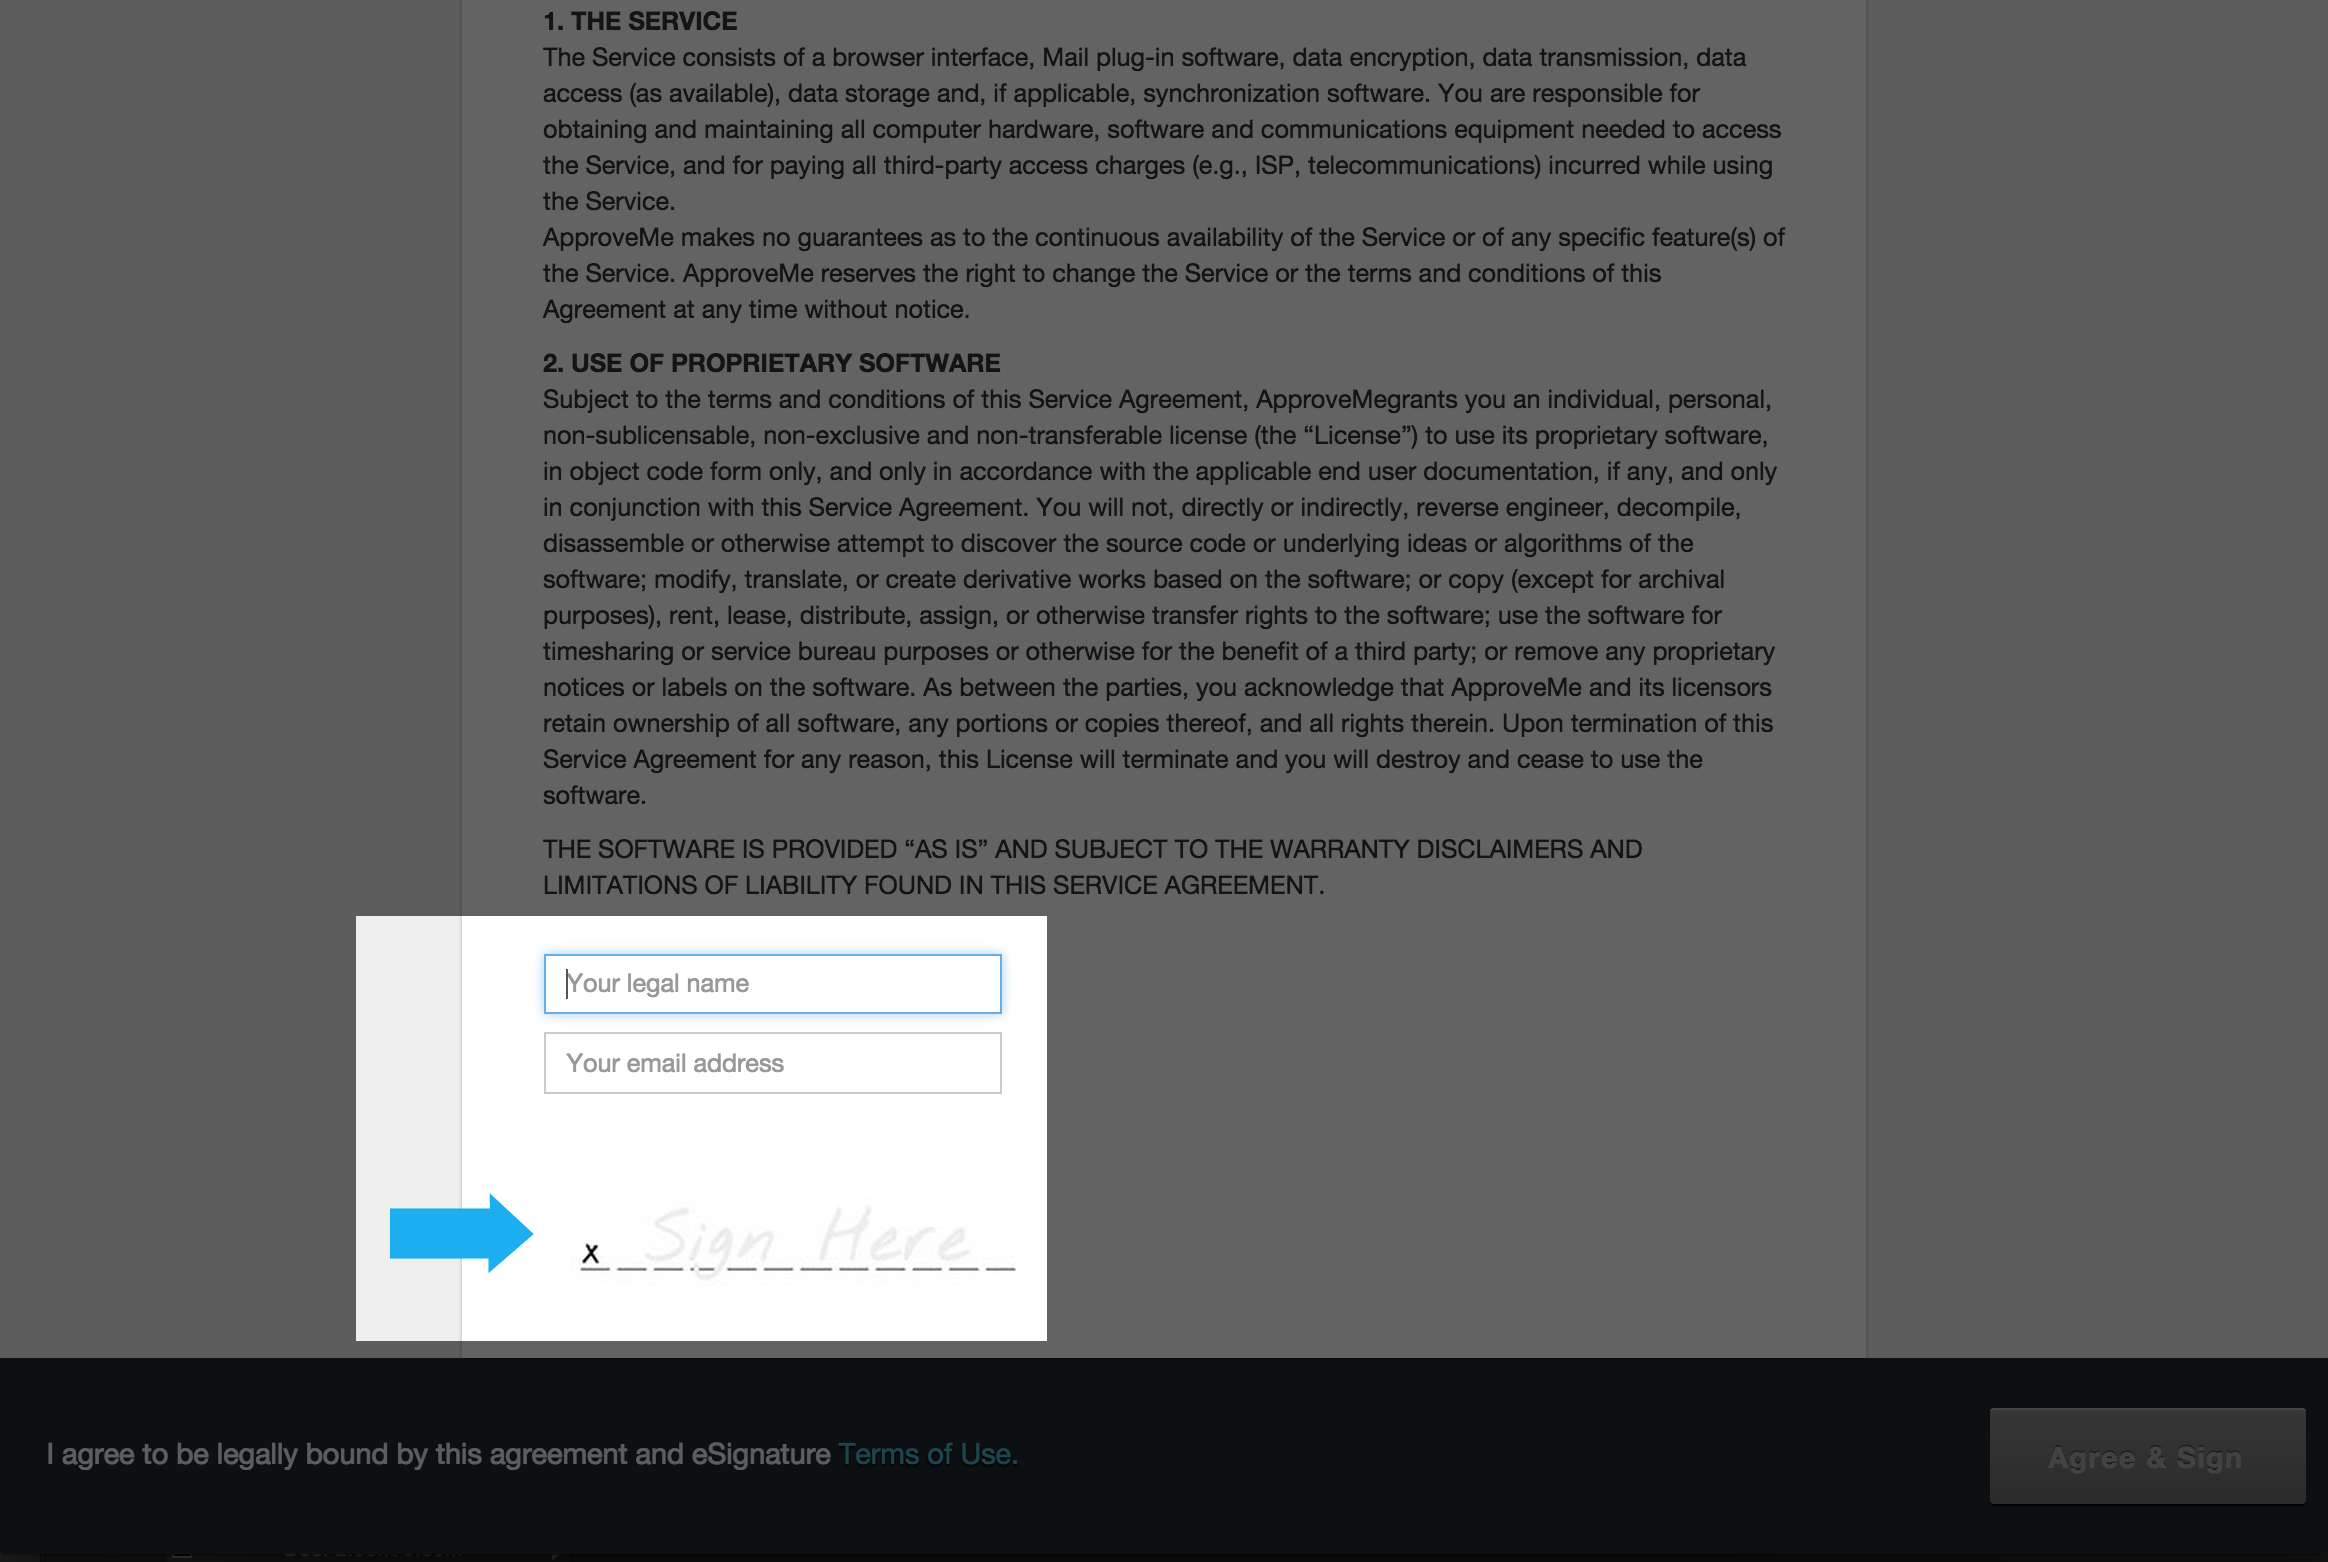 1. THE SERVICE
The Service consists of a browser interface, Mail plug-in software, data encryption, data transmission, data
access (as available), data storage and, if applicable, synchronization software. You are responsible for
obtaining and maintaining all computer hardware, software and communications equipment needed to access
the Service, and for paying all third-party access charges (e.g., ISP, telecommunications) incurred while using
the Service.
ApproveMe makes no guarantees as to the continuous availability of the Service or of any specific feature(s) of
the Service. ApproveMe reserves the right to change the Service or the terms and conditions of this
Agreement at any time without notice.
2. USE OF PROPRIETARY SOFTWARE
Subject to the terms and conditions of this Service Agreement, ApproveMegrants you an individual, personal,
non-sublicensable, non-exclusive and non-transferable license (the “License”) to use its proprietary software,
in object code form only, and only in accordance with the applicable end user documentation, if any, and only
in conjunction with this Service Agreement. You will not, directly or indirectly, reverse engineer, decompile,
disassemble or otherwise attempt to discover the source code or underlying ideas or algorithms of the
software; modify, translate, or create derivative works based on the software; or copy (except for archival
purposes), rent, lease, distribute, assign, or otherwise transfer rights to the software; use the software for
timesharing or service bureau purposes or otherwise for the benefit of a third party; or remove any proprietary
notices or labels on the software. As between the parties, you acknowledge that ApproveMe and its licensors
retain ownership of all software, any portions or copies thereof, and all rights therein. Upon termination of this
Service Agreement for any reason, this License will terminate and you will destroy and cease to use the
software.
THE SOFTWARE IS PROVIDED “AS IS” AND SUBJECT TO THE WARRANTY DISCLAIMERS AND
LIMITATIONS OF LIABILITY FOUND IN THIS SERVICE AGREEMENT.
Your legal name
Your email address
x Sign Here
I agree to be legally bound by this agreement and eSignature Terms of Use.
Agree & Sign